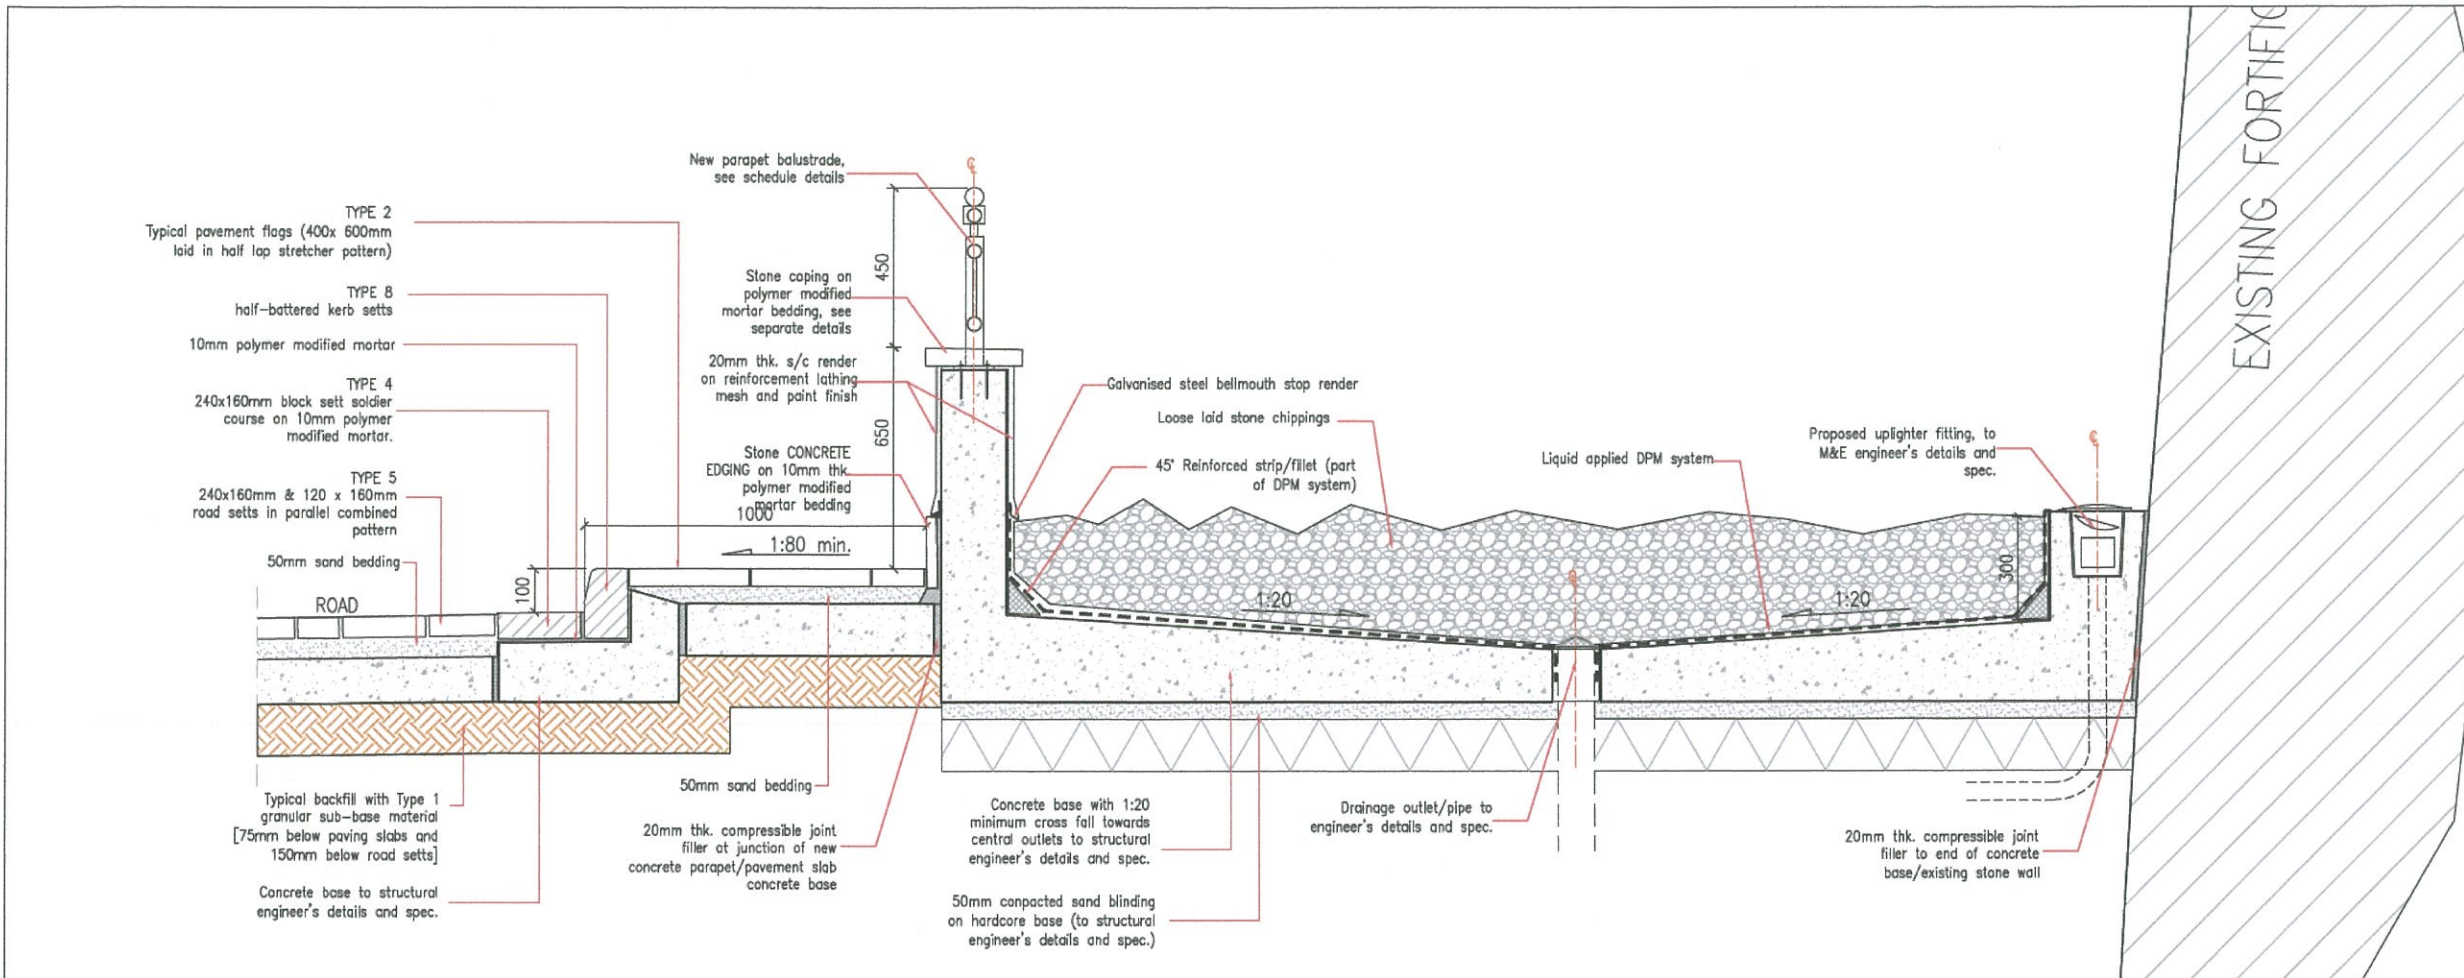 New parapet balustrade,
see schedule details
TYPE 2
Typical pavement flags (400x 600mm
laid in half lap stretcher pattern)
TYPE 8
half-battered kerb setts
10mm polymer modified mortar
TYPE 4
240x160mm block sett soldier
course on 10mm polymer
modified mortar.
TYPE 5
240x160mm & 120 x 160mm
road setts in parallel combined
pattern
50mm sand bedding
ROAD
100
Stone coping on
polymer modified
mortar bedding, see
separate details
20mm thk. s/c render
on reinforcement lathing
mesh and paint finish
Stone CONCRETE
EDGING on 10mm thk.
polymer modified
mortar bedding
1000
1:80 min.
450
650
Galvanised steel bellmouth stop render
Loose laid stone chippings
45° Reinforced strip/fillet (part
of DPM system)
Liquid applied DPM system
Proposed uplighter fitting, to
M&E engineer's details and
spec.
1:20
1:20
300
EXISTING FORTIFIC
Typical backfill with Type 1
granular sub-base material
[75mm below paving slabs and
150mm below road setts]
Concrete base to structural
engineer's details and spec.
50mm sand bedding
20mm thk. compressible joint
filler at junction of new
concrete parapet/pavement slab
concrete base
Concrete base with 1:20
minimum cross fall towards
central outlets to structural
engineer's details and spec.
50mm conpacted sand blinding
on hardcore base (to structural
engineer's details and spec.)
Drainage outlet/pipe to
engineer's details and spec.
20mm thk. compressible joint
filler to end of concrete
base/existing stone wall